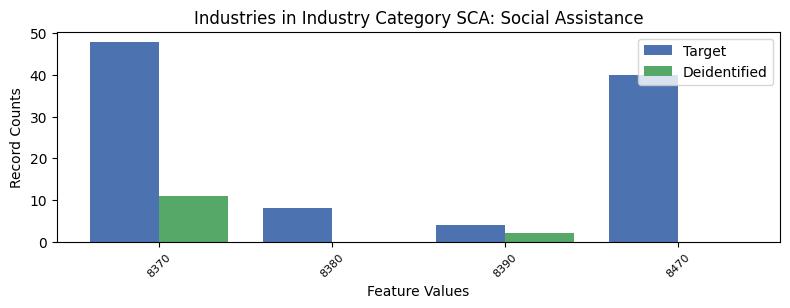 Industries in Industry Category SCA: Social Assistance
Target
Deidentified
Record Counts
50
40
30
20
10
0
8370
8380
8390
8470
Feature Values